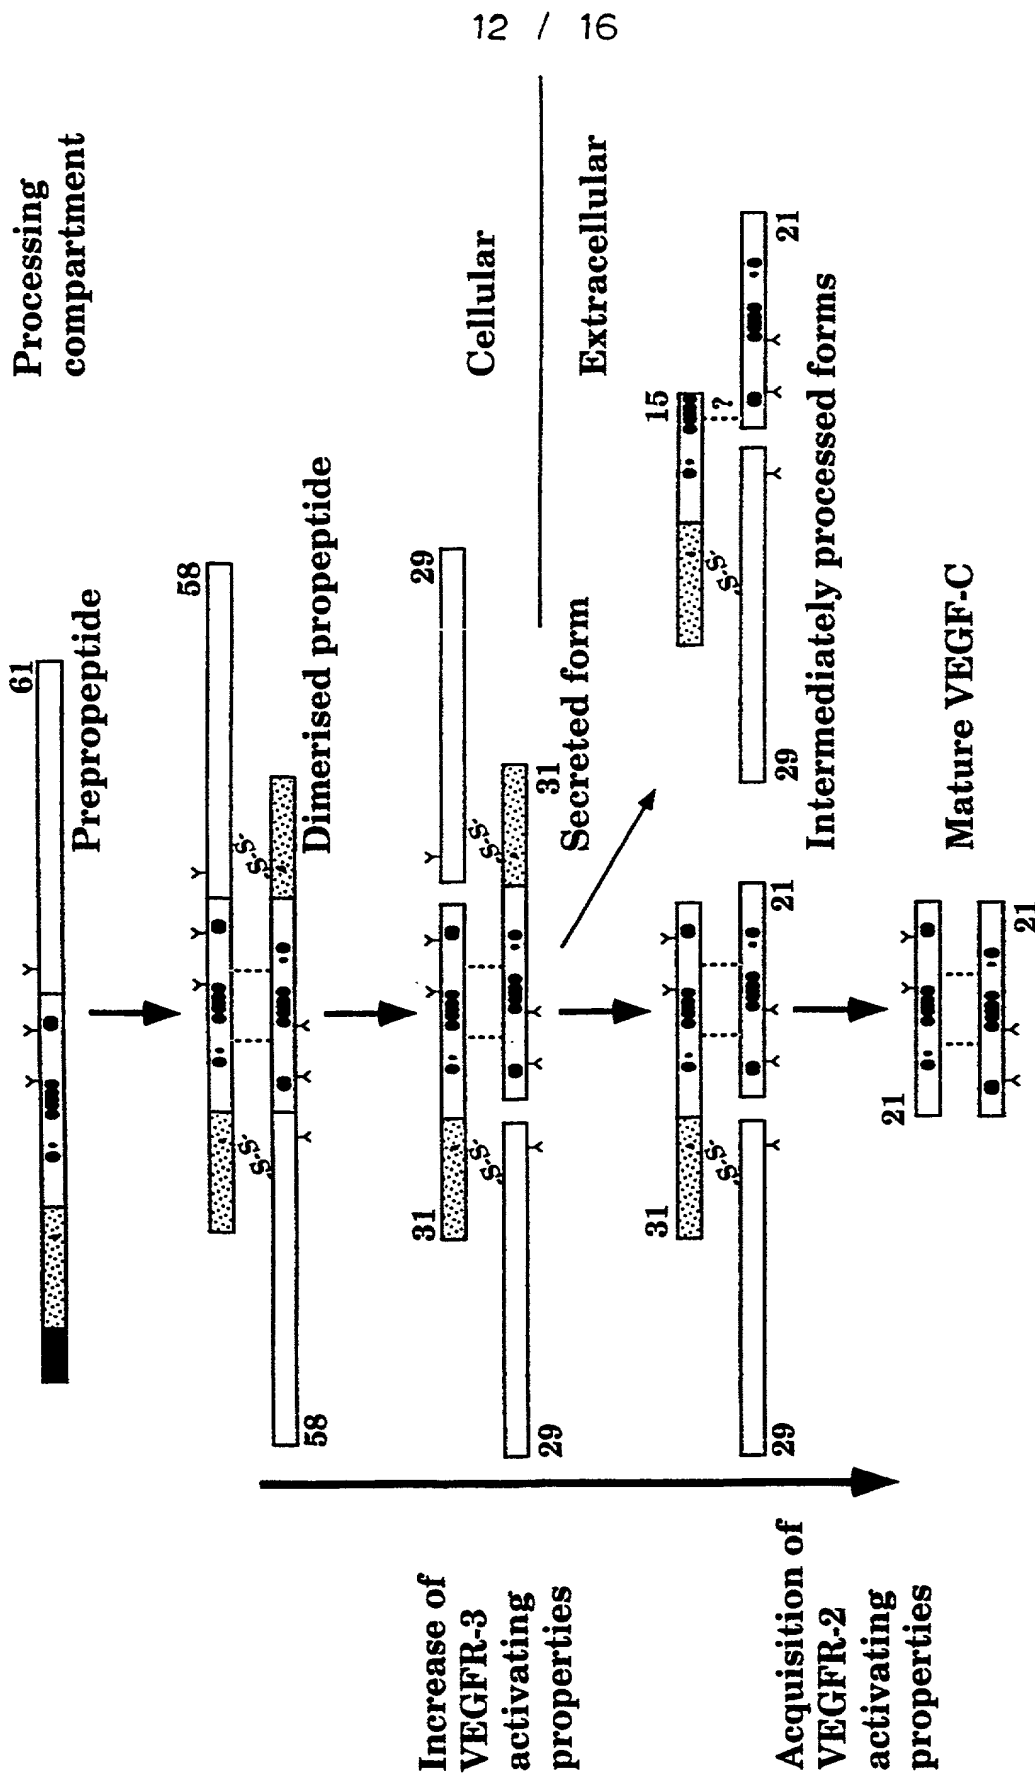 12 / 16
Processing
compartment
61
Prepropeptide
58
S-S
S-S
58
Dimerised propeptide
Cellular
29
31
S-S
S-S
29
31
Secreted form
Extracellular
Increase of
VEGFR-3
activating
properties
31
S-S
29
21
15
?
S-S
29
21
Intermediately processed forms
Acquisition of
VEGFR-2
activating
properties
21
21
Mature VEGF-C